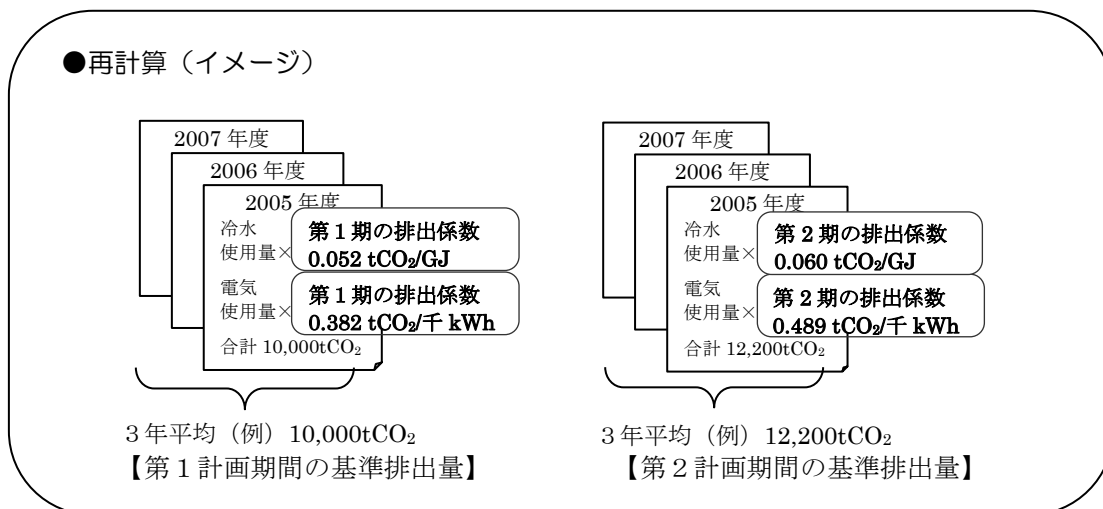 ●再計算（イメージ）
2007 年度
2006 年度
2005 年度
冷水
使用量×
第 1 期の排出係数
0.052 tCO₂/GJ
電気
使用量×
第 1 期の排出係数
0.382 tCO₂/千 kWh
合計 10,000tCO₂
３年平均（例）10,000tCO₂
【第１計画期間の基準排出量】
2007 年度
2006 年度
2005 年度
冷水
使用量×
第 2 期の排出係数
0.060 tCO₂/GJ
電気
使用量×
第 2 期の排出係数
0.489 tCO₂/千 kWh
合計 12,200tCO₂
３年平均（例）12,200tCO₂
【第２計画期間の基準排出量】